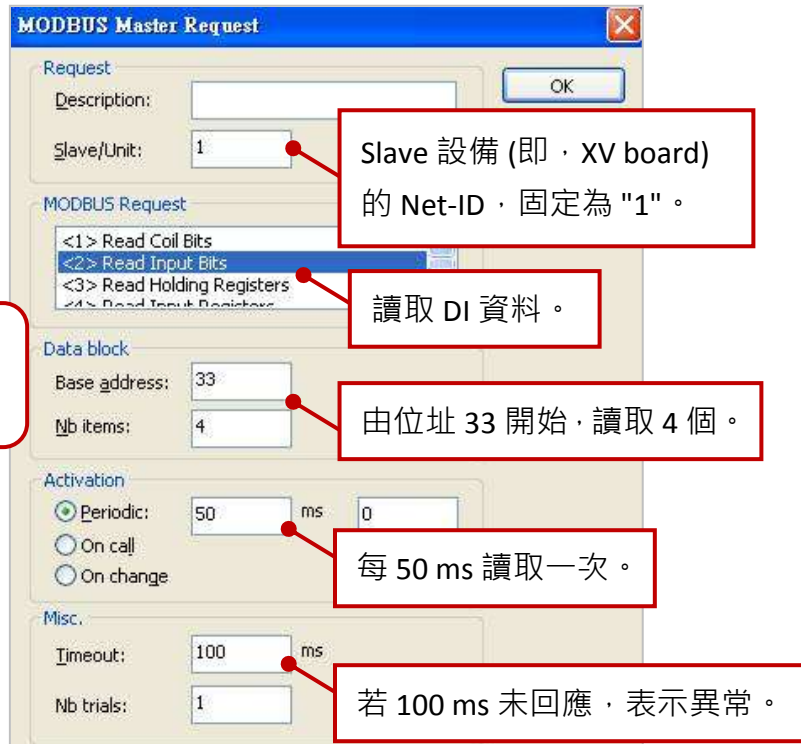 MODBUS Master Request
Request
OK
Description:
Slave/Unit:
1
Slave 設備 (即，XV board)
的 Net-ID，固定為 "1"。
MODBUS Request
<1> Read Coil Bits
<2> Read Input Bits
<3> Read Holding Registers
<4> Read Input Registers
讀取 DI 資料。
Data block
Base address:
33
Nb items:
4
由位址 33 開始，讀取 4 個。
Activation
Periodic:
50
ms
0
On call
On change
每 50 ms 讀取一次。
Misc.
Timeout:
100
ms
Nb trials:
1
若 100 ms 未回應，表示異常。